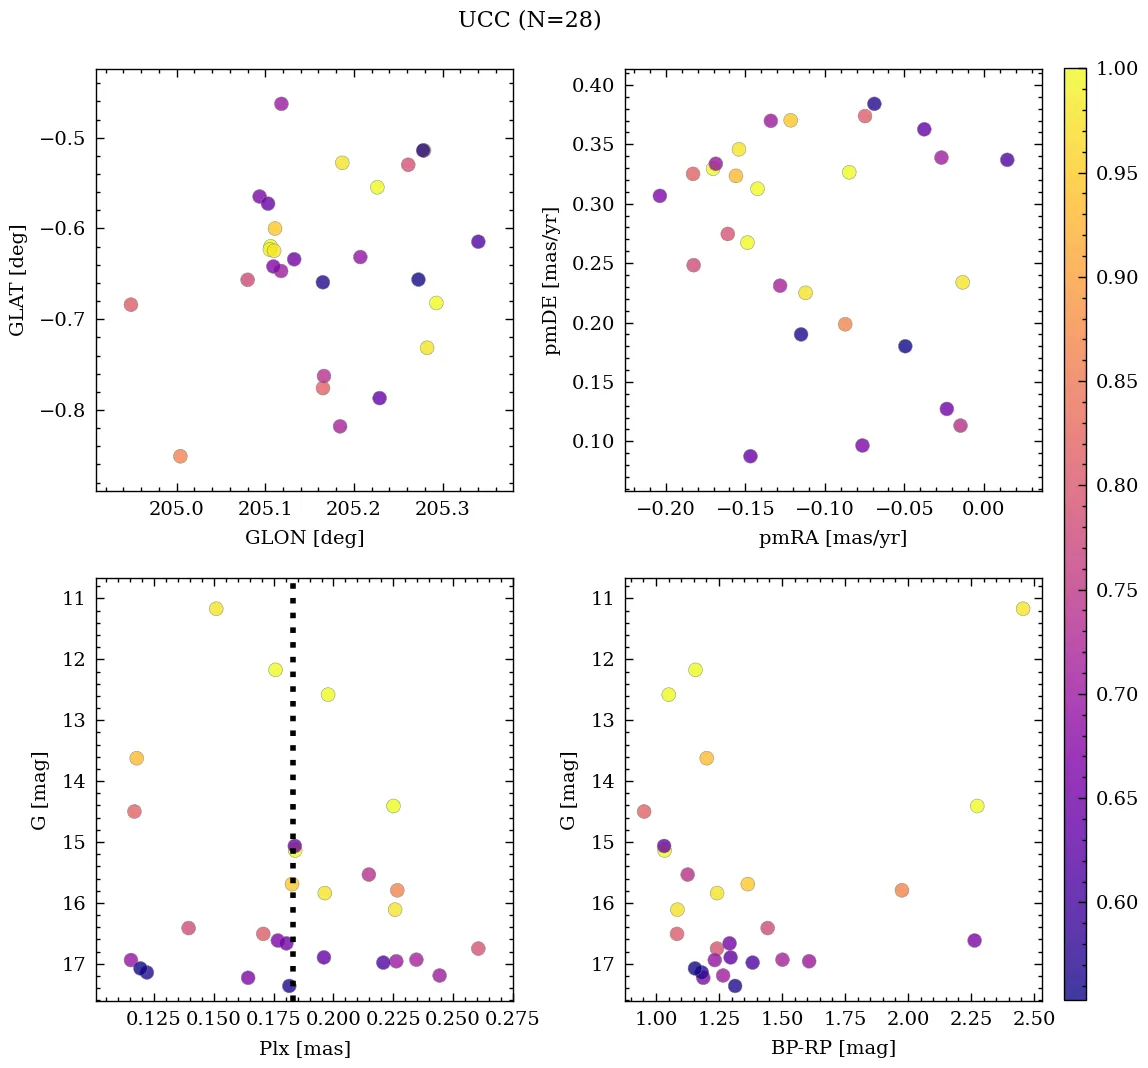 UCC (N=28)
−0.5
−0.6
−0.7
−0.8
GLAT [deg]
205.0 205.1 205.2 205.3
GLON [deg]
0.40
0.35
0.30
0.25
0.20
0.15
0.10
pmDE [mas/yr]
−0.20 −0.15 −0.10 −0.05 0.00
pmRA [mas/yr]
11
12
13
14
15
16
17
G [mag]
0.125 0.150 0.175 0.200 0.225 0.250 0.275
Plx [mas]
11
12
13
14
15
16
17
G [mag]
1.00 1.25 1.50 1.75 2.00 2.25 2.50
BP-RP [mag]
1.00
0.95
0.90
0.85
0.80
0.75
0.70
0.65
0.60